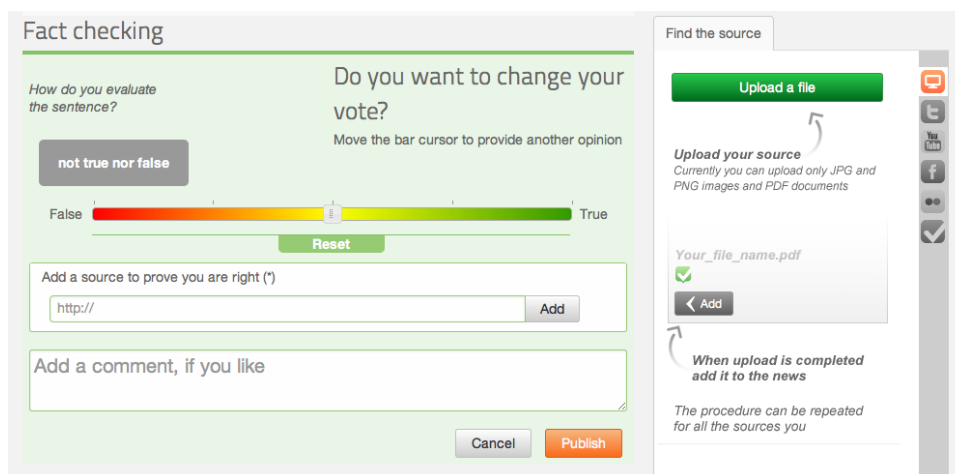 Fact checking
How do you evaluate
the sentence?
not true nor false
Do you want to change your
vote?
Move the bar cursor to provide another opinion
False
True
Reset
Add a source to prove you are right (*)
http://
Add
Add a comment, if you like
Cancel
Publish
Find the source
Upload a file
Upload your source
Currently you can upload only JPG and
PNG images and PDF documents
Your_file_name.pdf
Add
When upload is completed
add it to the news
The procedure can be repeated
for all the sources you
You
Tube